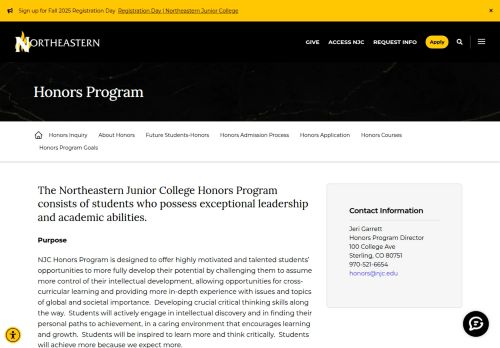 Sign up for Fall 2025 Registration Day Registration Day | Northeastern Junior College ×
NORTHEASTERN GIVE ACCESS NJC REQUEST INFO Apply
Honors Program
Honors Inquiry About Honors Future Students-Honors Honors Admission Process Honors Application Honors Courses
Honors Program Goals
The Northeastern Junior College Honors Program
consists of students who possess exceptional leadership
and academic abilities.
Purpose
NJC Honors Program is designed to offer highly motivated and talented students'
opportunities to more fully develop their potential by challenging them to assume
more control of their intellectual development, allowing opportunities for cross-
curricular learning and providing more in-depth experience with issues and
topics of global and societal importance. Developing crucial critical thinking skills along
the way. Students will actively engage in intellectual discovery and in finding their
personal paths to achievement, in a caring environment that encourages learning
and growth. Students will be inspired to learn more and think critically. Students
will achieve more because we expect more.
Contact Information
Jeri Garrett
Honors Program Director
100 College Ave
Sterling, CO 80751
970-521-6654
honors@njc.edu